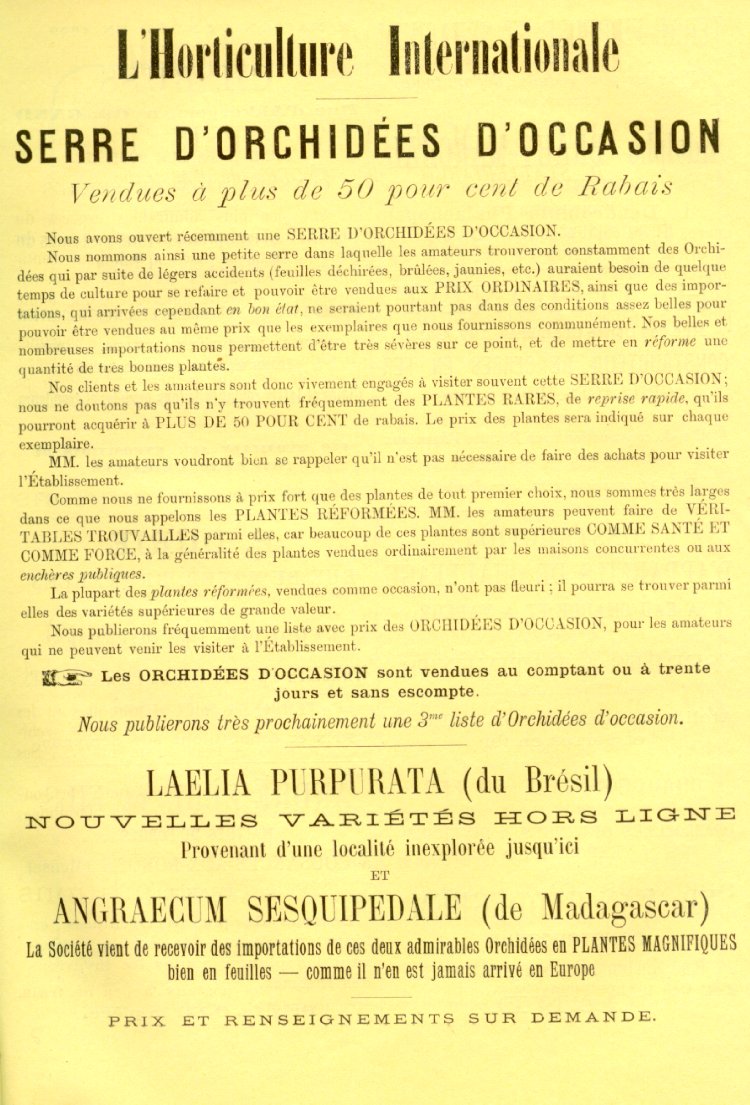 L'Horticulture Internationale
SERRE D'ORCHIDÉES D'OCCASION
Vendues à plus de 50 pour cent de Rabais
Nous avons ouvert récemment une SERRE D'ORCHIDÉES D'OCCASION.
Nous nommons ainsi une petite serre dans laquelle les amateurs trouveront constamment des Orchi-
dées qui par suite de légers accidents (feuilles déchirées, brûlées, jaunies, etc.) auraient besoin de quelque
temps de culture pour se refaire et pouvoir être vendues aux PRIX ORDINAIRES, ainsi que des impor-
tations, qui arrivées cependant en bon état, ne seraient pourtant pas dans des conditions assez belles pour
pouvoir être vendues au même prix que les exemplaires que nous fournissons communément. Nos belles et
nombreuses importations nous permettent d'être très sévères sur ce point, et de mettre en réforme une
quantité de très bonnes plantes.
Nos clients et les amateurs sont donc vivement engagés à visiter souvent cette SERRE D'OCCASION;
nous ne doutons pas qu'ils n'y trouvent fréquemment des PLANTES RARES, de reprise rapide, qu'ils
pourront acquérir à PLUS DE 50 POUR CENT de rabais. Le prix des plantes sera indiqué sur chaque
exemplaire.
MM. les amateurs voudront bien se rappeler qu'il n'est pas nécessaire de faire des achats pour visiter
l'Établissement.
Comme nous ne fournissons à prix fort que des plantes de tout premier choix, nous sommes très larges
dans ce que nous appelons les PLANTES RÉFORMÉES. MM. les amateurs peuvent faire de VÉRI-
TABLES TROUVAILLES parmi elles, car beaucoup de ces plantes sont supérieures COMME SANTÉ ET
COMME FORCE, à la généralité des plantes vendues ordinairement par les maisons concurrentes ou aux
enchères publiques.
La plupart des plantes réformées, vendues comme occasion, n'ont pas fleuri; il pourra se trouver parmi
elles des variétés supérieures de grande valeur.
Nous publierons fréquemment une liste avec prix des ORCHIDÉES D'OCCASION, pour les amateurs
qui ne peuvent venir les visiter à l'Établissement.
Les ORCHIDÉES D'OCCASION sont vendues au comptant ou à trente
jours et sans escompte.
Nous publierons très prochainement une 3me liste d'Orchidées d'occasion.
LAELIA PURPURATA (du Brésil)
NOUVELLES VARIÉTÉS HORS LIGNE
Provenant d'une localité inexplorée jusqu'ici
ET
ANGRAECUM SESQUIPEDALE (de Madagascar)
La Société vient de recevoir des importations de ces deux admirables Orchidées en PLANTES MAGNIFIQUES
bien en feuilles — comme il n'en est jamais arrivé en Europe
PRIX ET RENSEIGNEMENTS SUR DEMANDE.